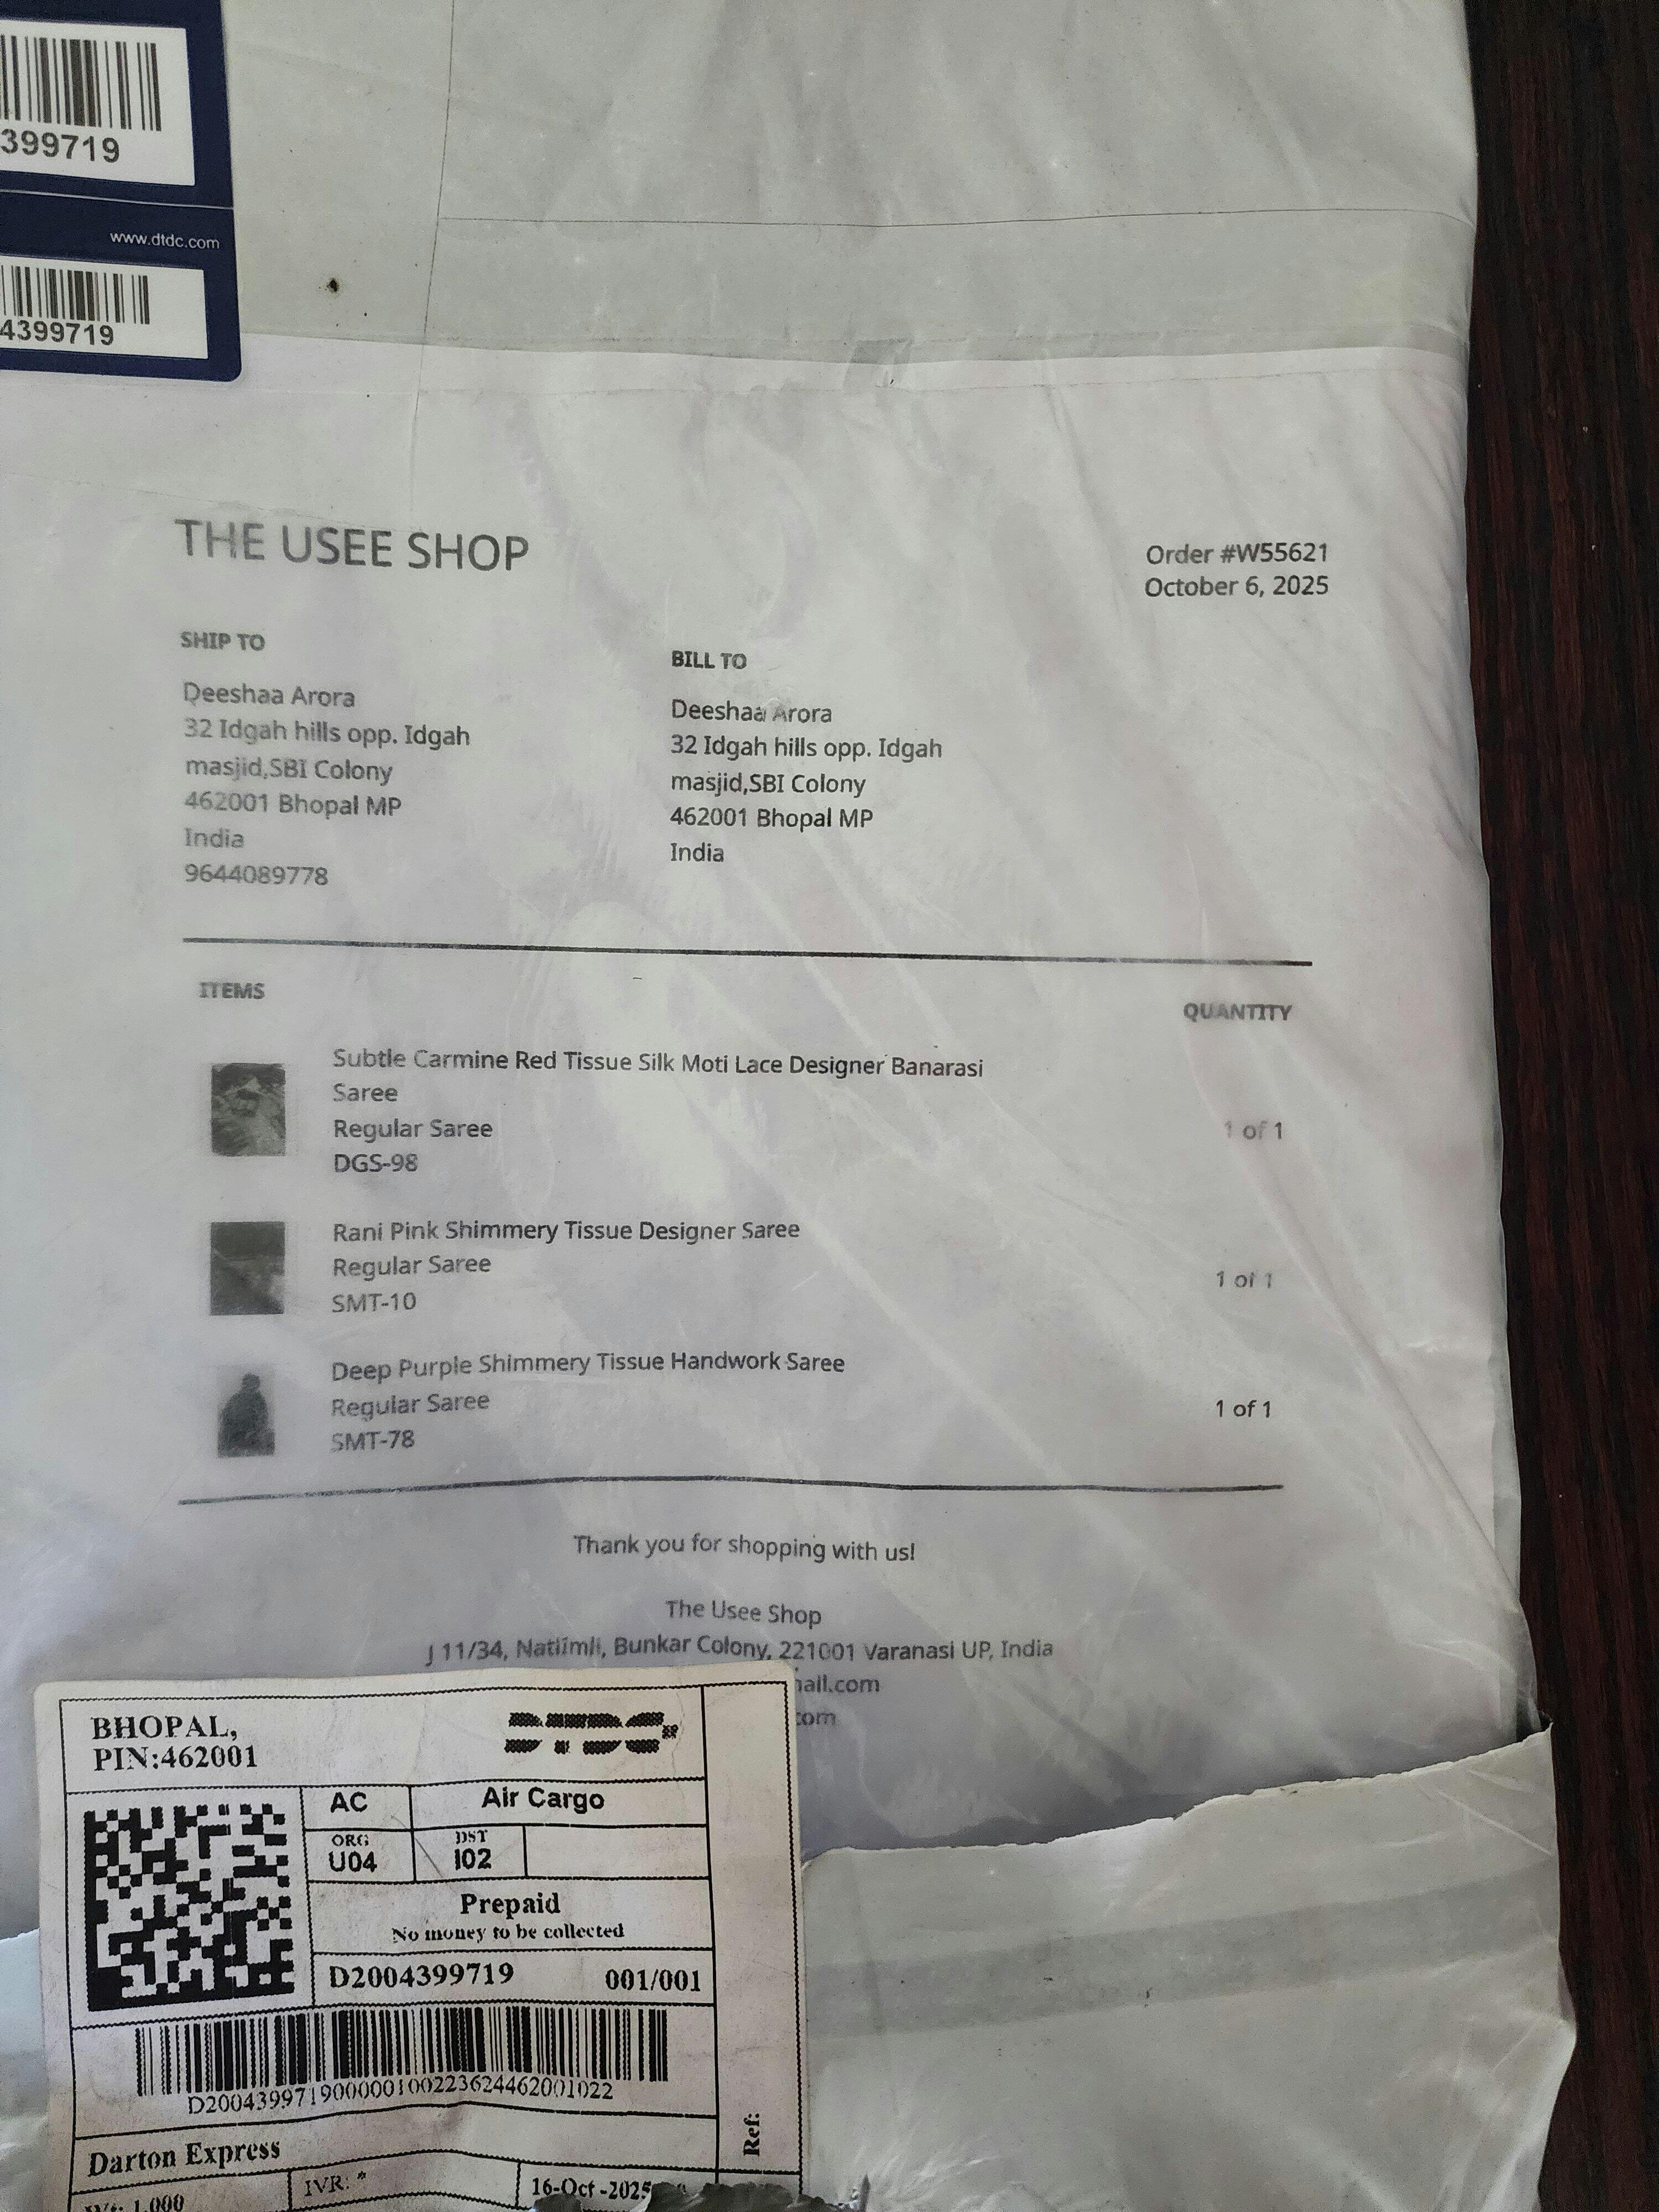 399719
www.dtdc.com
4399719
THE USEE SHOP
Order #W55621
October 6, 2025
SHIP TO
Deeshaa Arora
32 Idgah hills opp. Idgah
masjid,SBI Colony
462001 Bhopal MP
India
9644089778
BILL TO
Deeshaa Arora
32 Idgah hills opp. Idgah
masjid,SBI Colony
462001 Bhopal MP
India
ITEMS
QUANTITY
Subtle Carmine Red Tissue Silk Moti Lace Designer Banarasi
Saree
Regular Saree
DGS-98
1 of 1
Rani Pink Shimmery Tissue Designer Saree
Regular Saree
SMT-10
1 of 1
Deep Purple Shimmery Tissue Handwork Saree
Regular Saree
SMT-78
1 of 1
Thank you for shopping with us!
The Usee Shop
J 11/34, Bunkar Colony, 221001 Varanasi UP, India
ail.com
com
BHOPAL,
PIN:462001
AC
Air Cargo
ORG
U04
DST
I02
Prepaid
No money to be collected
D2004399719
001/001
D200439971900000100223624462001022
Ref:
Darton Express
Wt: 1.000
IVR: *
16-Oct-2025